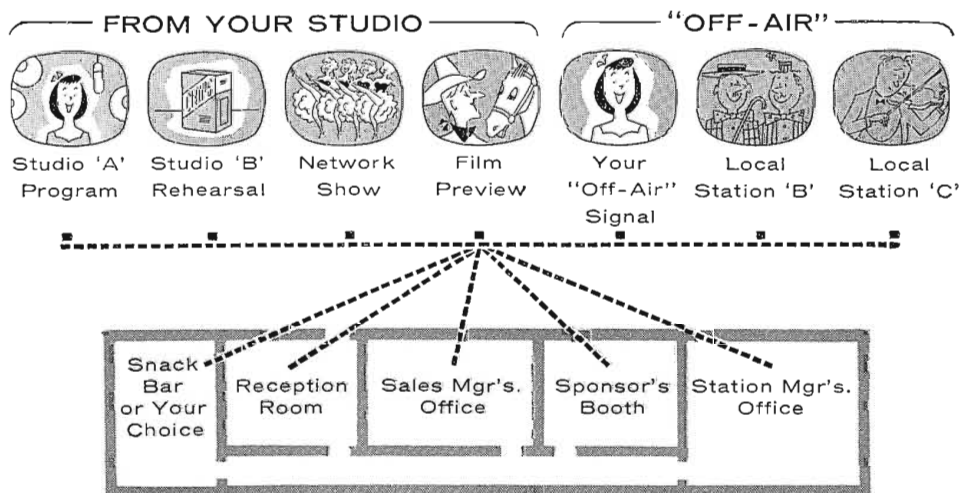 FROM YOUR STUDIO
"OFF-AIR"
Studio 'A'
Program
Studio 'B'
Rehearsal
Network
Show
Film
Preview
Your
"Off-Air"
Signal
Local
Station 'B'
Local
Station 'C'
Snack
Bar
or Your
Choice
Reception
Room
Sales Mgr's.
Office
Sponsor's
Booth
Station Mgr's.
Office